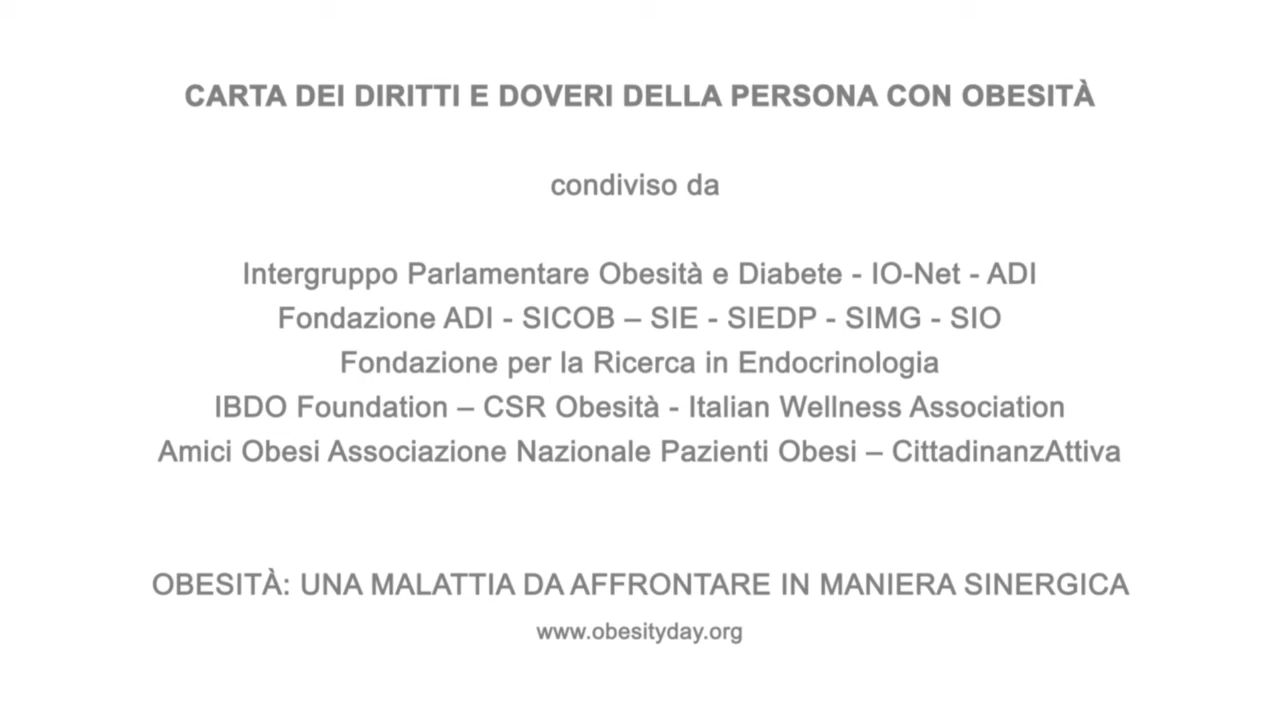 CARTA DEI DIRITTI E DOVERI DELLA PERSONA CON OBESITÀ
condiviso da
Intergruppo Parlamentare Obesità e Diabete - IO-Net - ADI
Fondazione ADI - SICOB – SIE - SIEDP - SIMG - SIO
Fondazione per la Ricerca in Endocrinologia
IBDO Foundation – CSR Obesità - Italian Wellness Association
Amici Obesi Associazione Nazionale Pazienti Obesi – CittadinanzAttiva
OBESITÀ: UNA MALATTIA DA AFFRONTARE IN MANIERA SINERGICA
www.obesityday.org